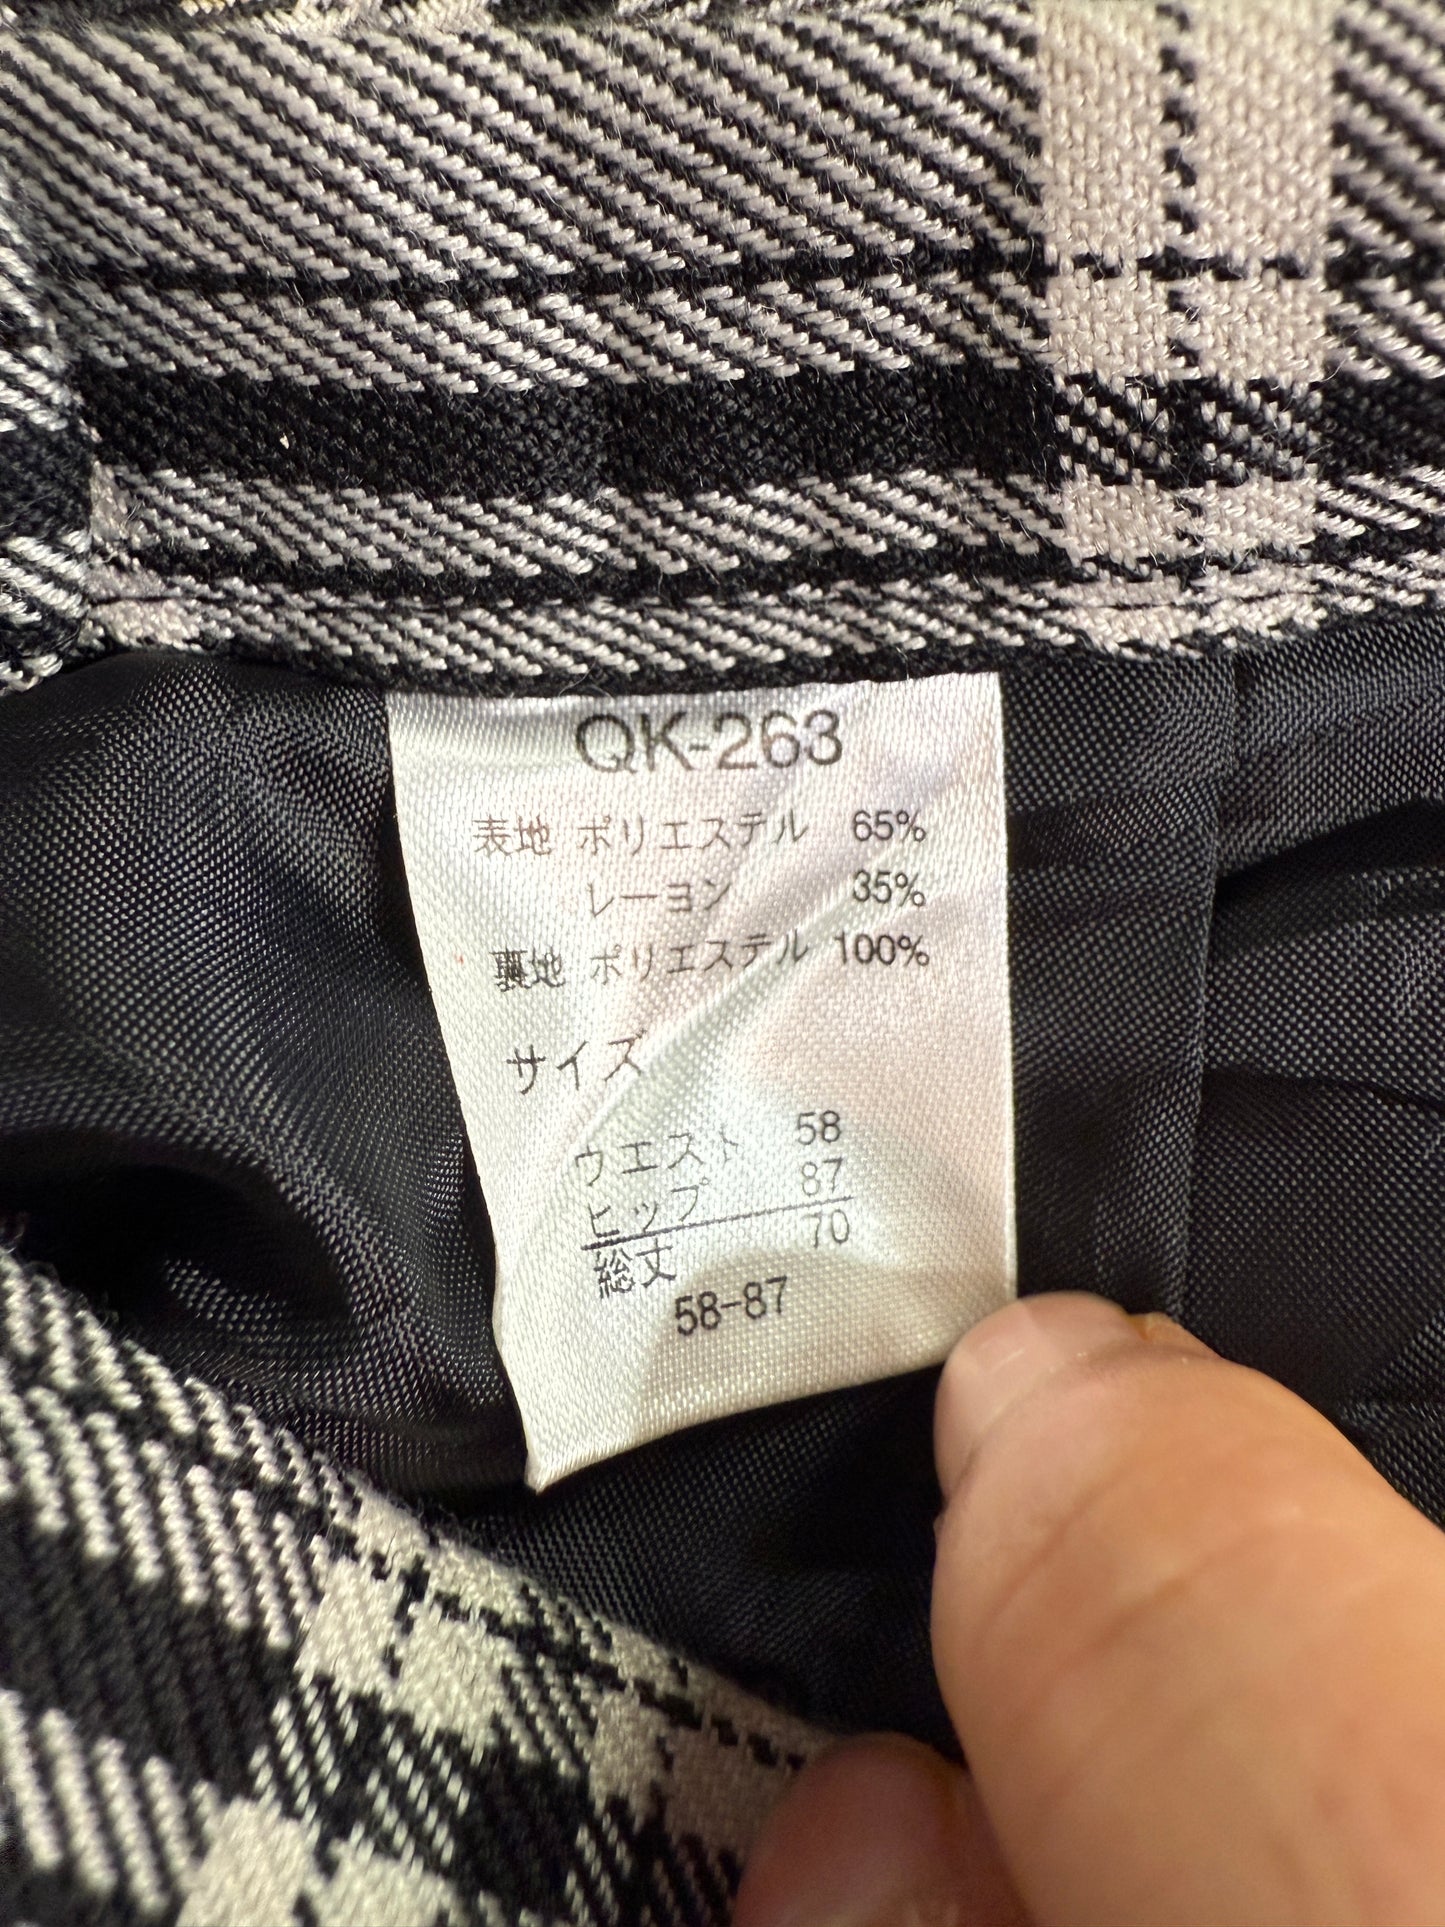 QK-263
表地 ポリエステル 65%
レーヨン 35%
裏地 ポリエステル 100%
サイズ
ウエスト 58
ヒップ 87
総丈 70
58-87